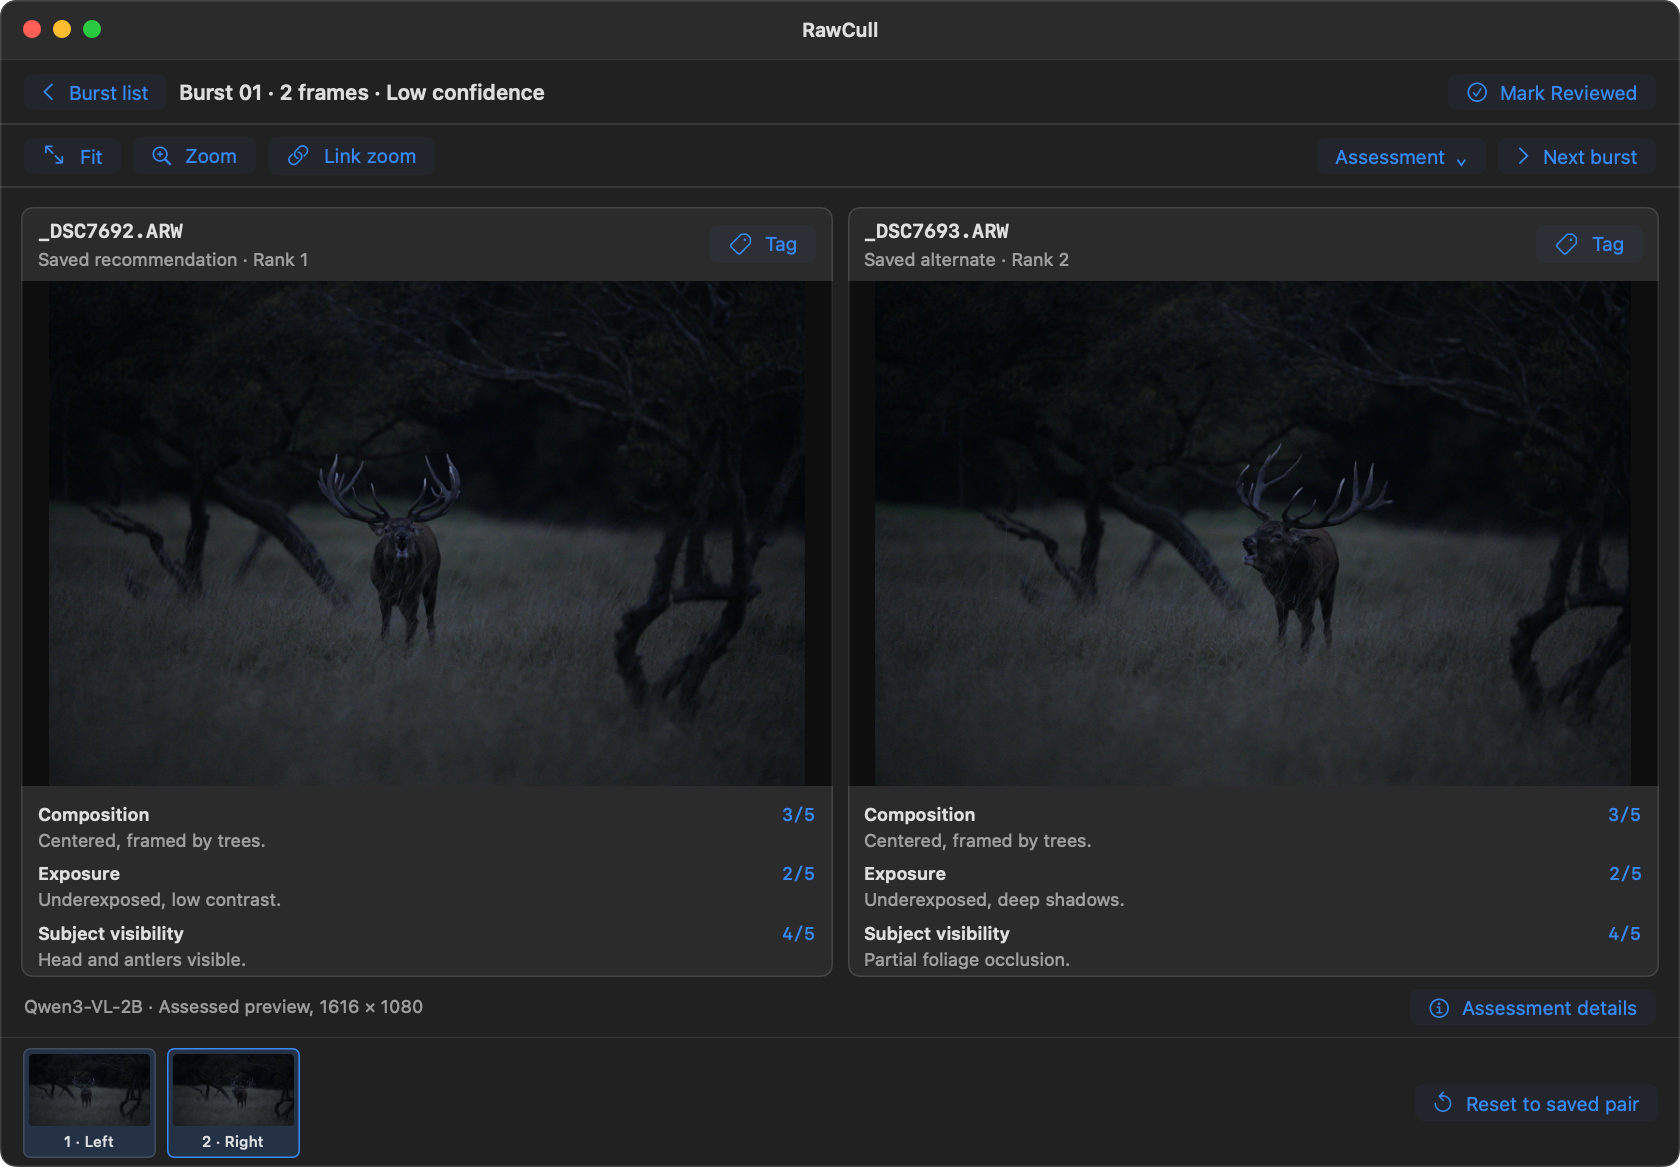 RawCull
Burst list
Burst 01 · 2 frames · Low confidence
Mark Reviewed
Fit
Zoom
Link zoom
Assessment
Next burst
_DSC7692.ARW
Saved recommendation · Rank 1
Tag
Composition
3/5
Centered, framed by trees.
Exposure
2/5
Underexposed, low contrast.
Subject visibility
4/5
Head and antlers visible.
_DSC7693.ARW
Saved alternate · Rank 2
Tag
Composition
3/5
Centered, framed by trees.
Exposure
2/5
Underexposed, deep shadows.
Subject visibility
4/5
Partial foliage occlusion.
Qwen3-VL-2B · Assessed preview, 1616 × 1080
Assessment details
1 · Left
2 · Right
Reset to saved pair